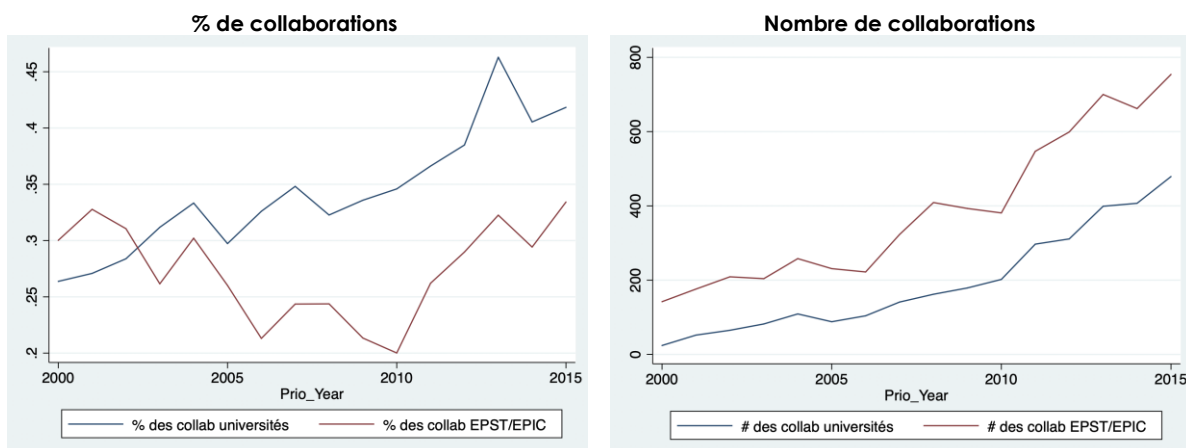 % de collaborations
.45
.4
.35
.3
.25
.2
2000 2005 2010 2015
Prio_Year
% des collab universités % des collab EPST/EPIC
Nombre de collaborations
800
600
400
200
0
2000 2005 2010 2015
Prio_Year
# des collab universités # des collab EPST/EPIC